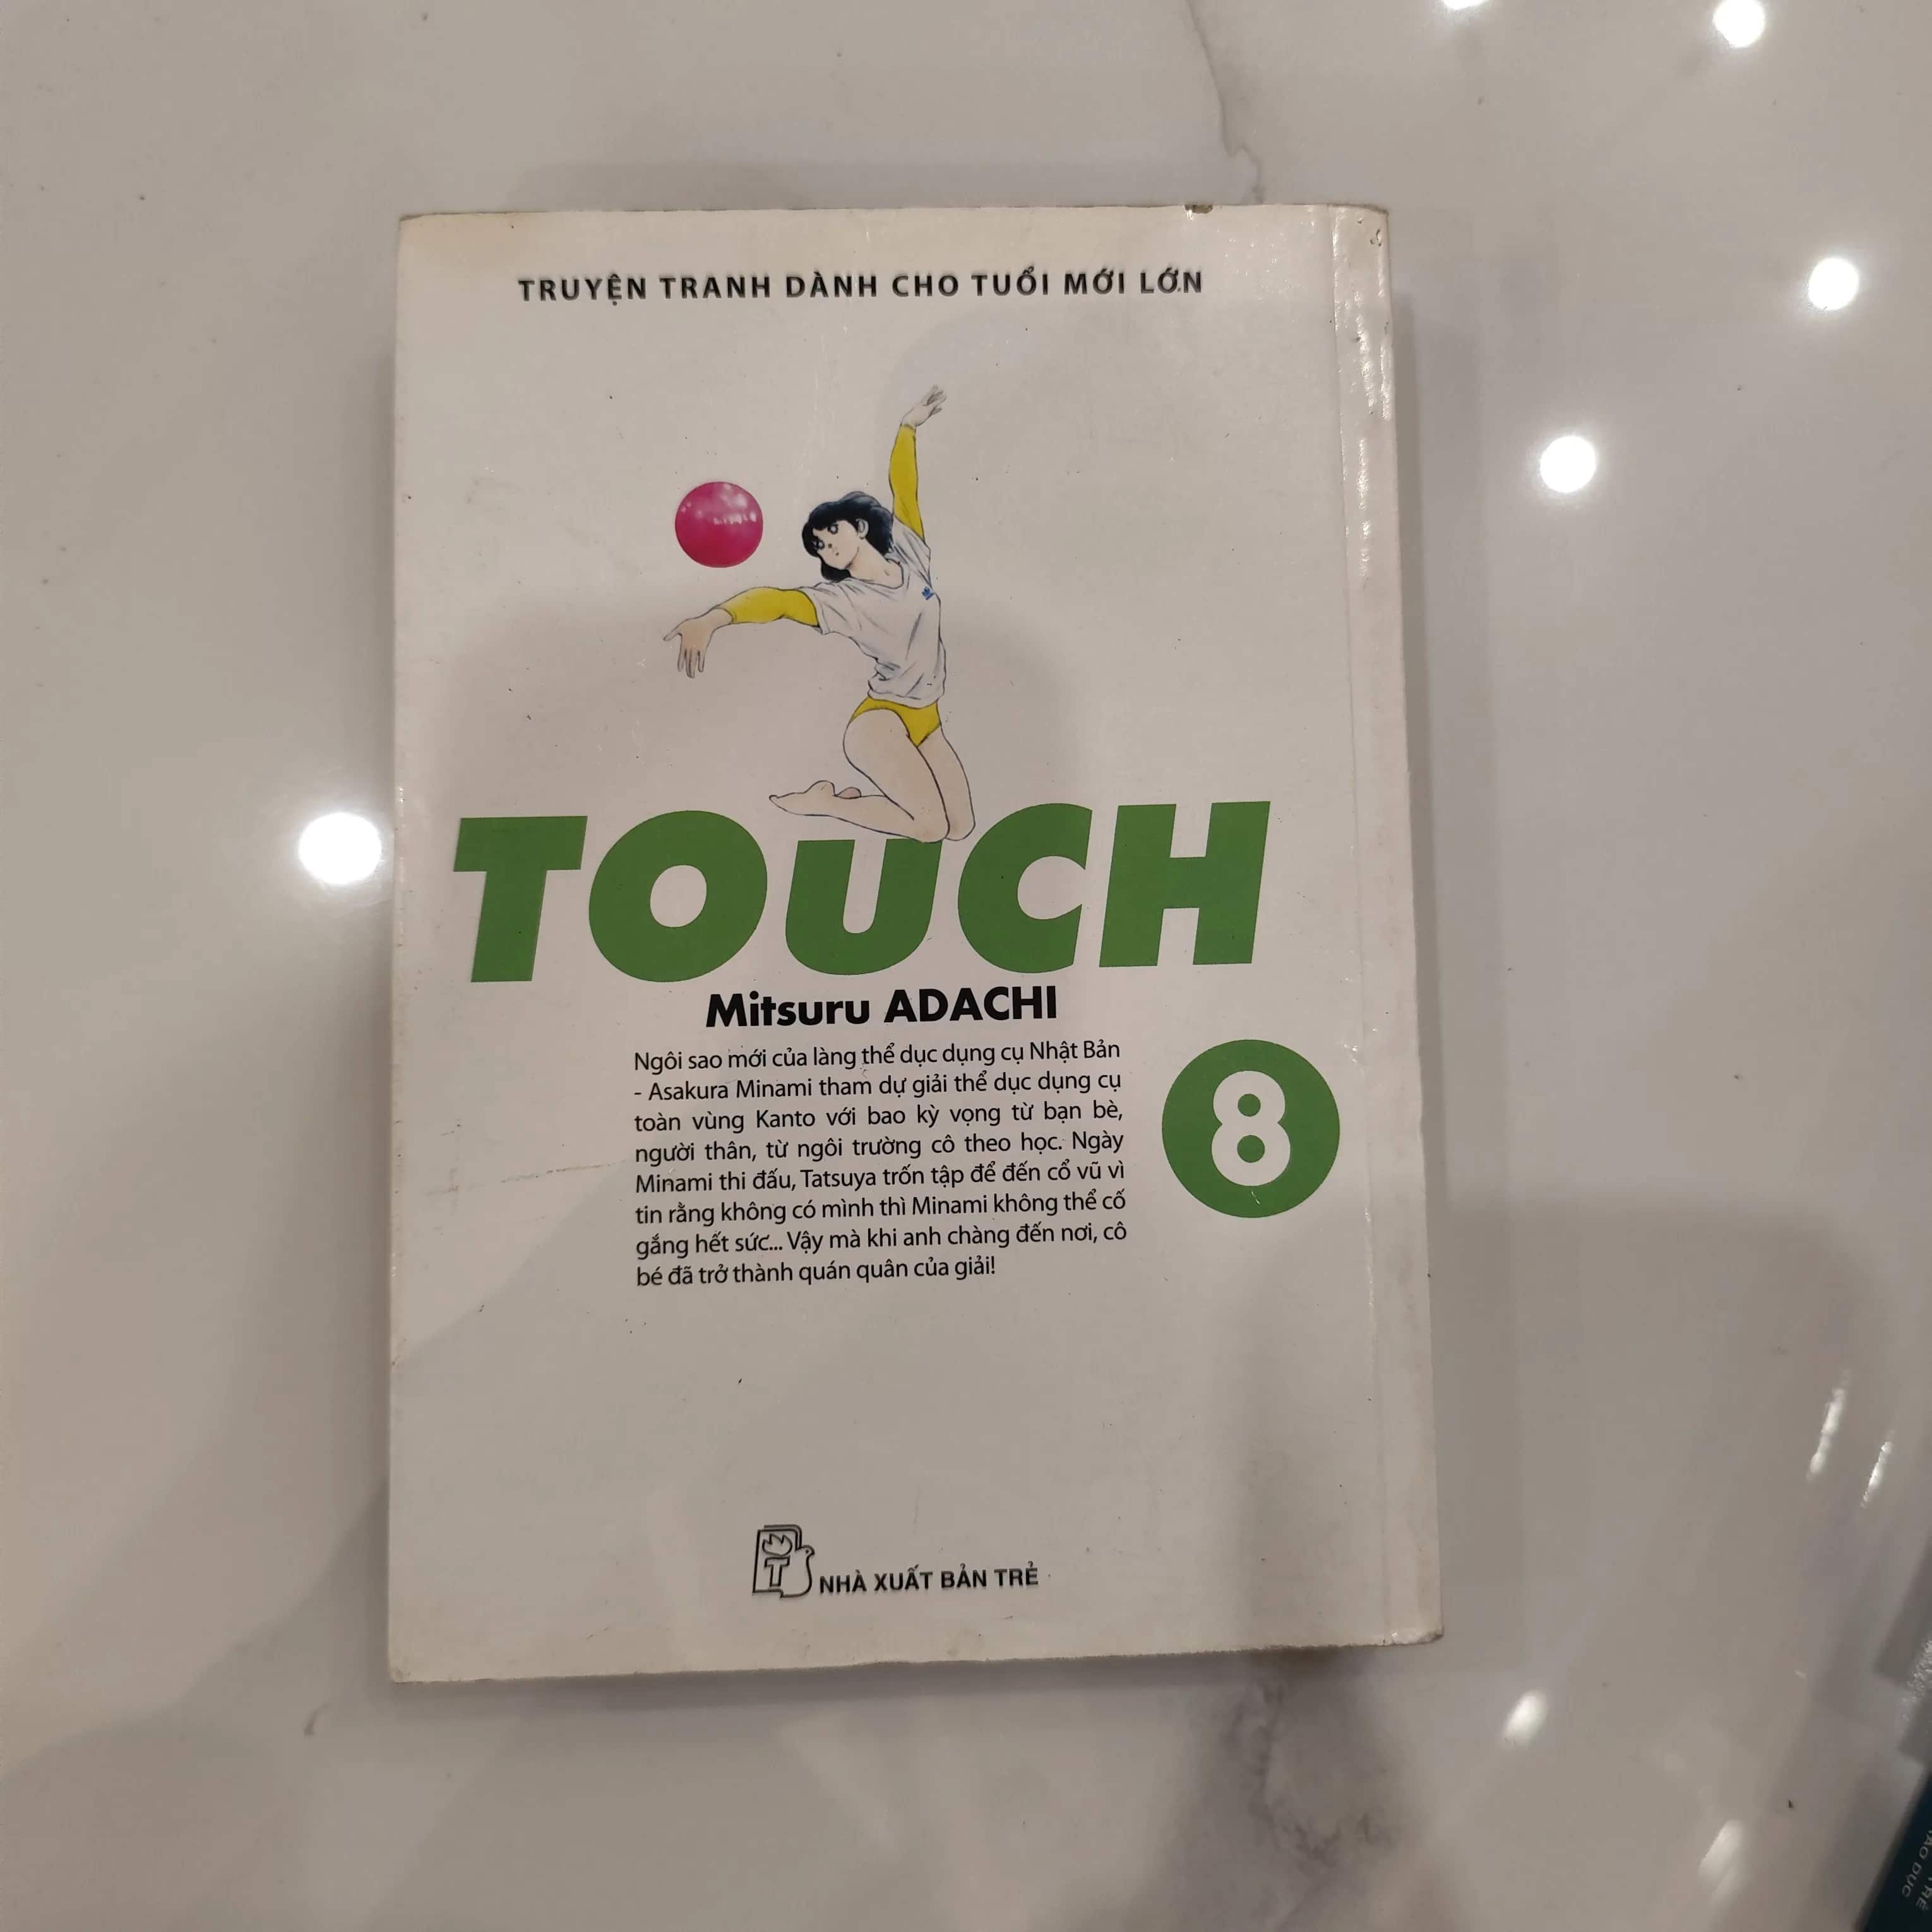 TRUYỆN TRANH DÀNH CHO TUỔI MỚI LỚN
TOUCH
Mitsuru ADACHI
Ngôi sao mới của làng thể dục dụng cụ Nhật Bản
- Asakura Minami tham dự giải thể dục dụng cụ
toàn vùng Kanto với bao kỳ vọng từ bạn bè,
người thân, từ ngôi trường cô theo học. Ngày
Minami thi đấu, Tatsuya trốn tập để đến cổ vũ vì
tin rằng không có mình thì Minami không thể cố
gắng hết sức... Vậy mà khi anh chàng đến nơi, cô
bé đã trở thành quán quân của giải!
8
T
NHÀ XUẤT BẢN TRẺ